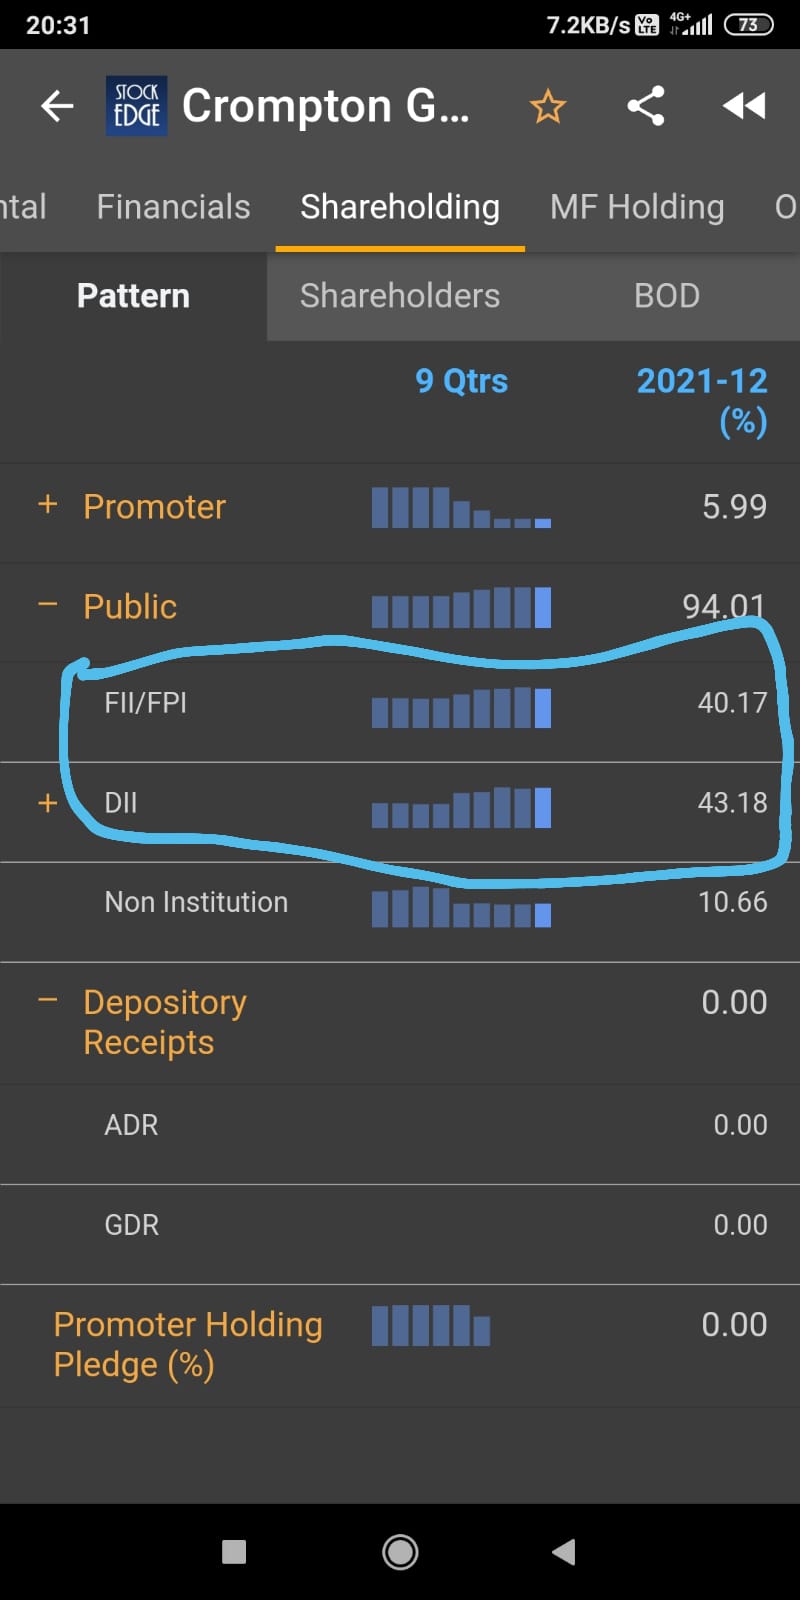 20:31 7.2KB/s Vo LTE 4G+ 73
STOCK EDGE Crompton G...
ntal Financials Shareholding MF Holding O
Pattern Shareholders BOD
9 Qtrs 2021-12
(%)
+ Promoter 5.99
− Public 94.01
FII/FPI 40.17
+ DII 43.18
Non Institution 10.66
− Depository 0.00
Receipts
ADR 0.00
GDR 0.00
Promoter Holding 0.00
Pledge (%)